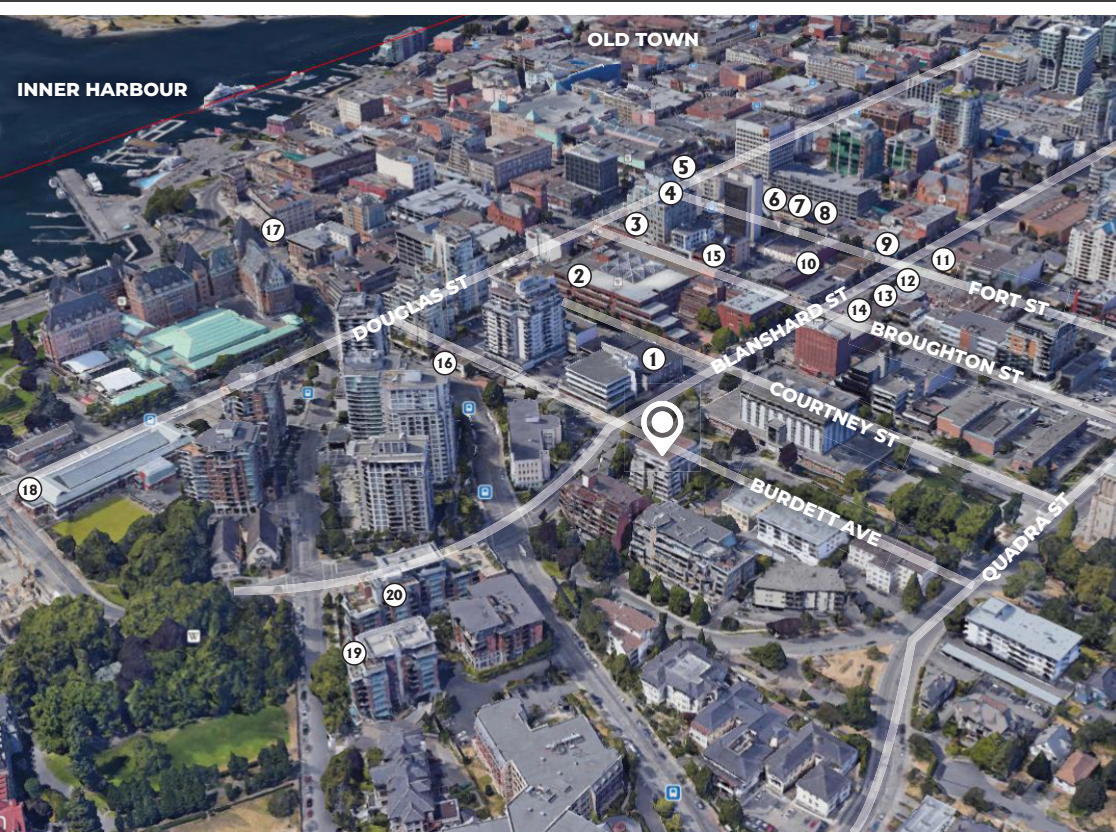 OLD TOWN
INNER HARBOUR
5
4
6
7
8
3
17
9
15
10
11
2
12
13
FORT ST
DOUGLAS ST
BLANSHARD ST
14
BROUGHTON ST
1
16
COURTNEY ST
18
BURDETT AVE
QUADRA ST
20
W
19
n